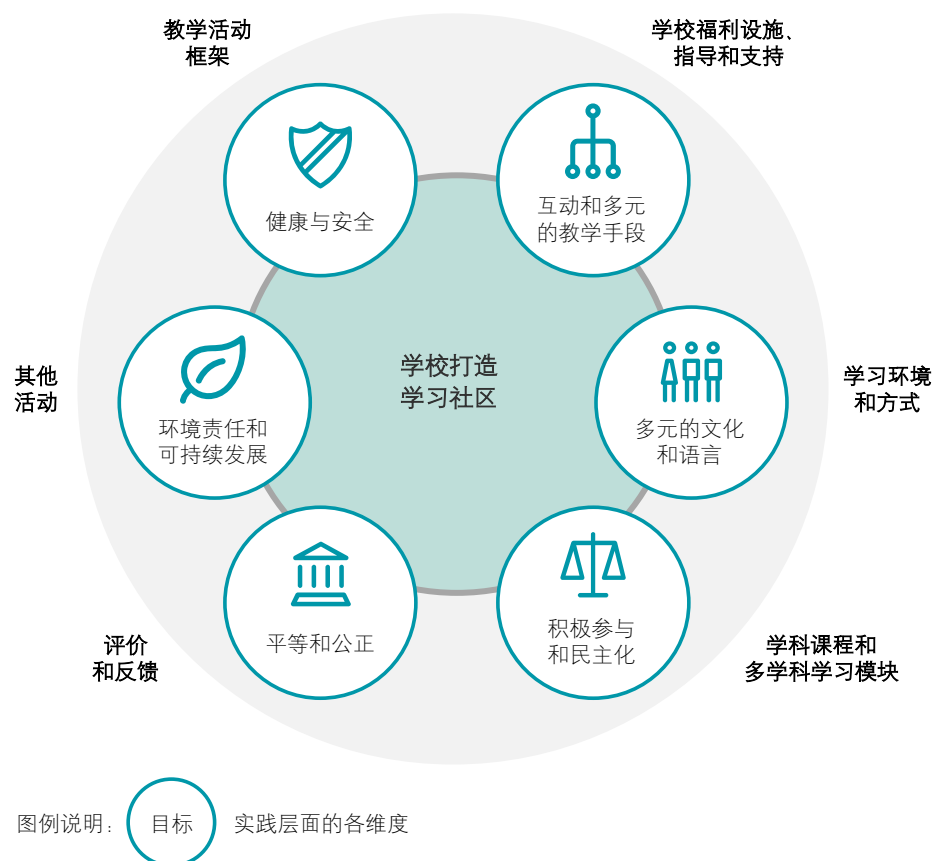 教学活动
框架
学校福利设施、
指导和支持
健康与安全
互动和多元
的教学手段
其他
活动
环境责任和
可持续发展
学校打造
学习社区
多元的文化
和语言
学习环境
和方式
评价
和反馈
平等和公正
积极参与
和民主化
学科课程和
多学科学习模块
图例说明：
目标
实践层面的各维度